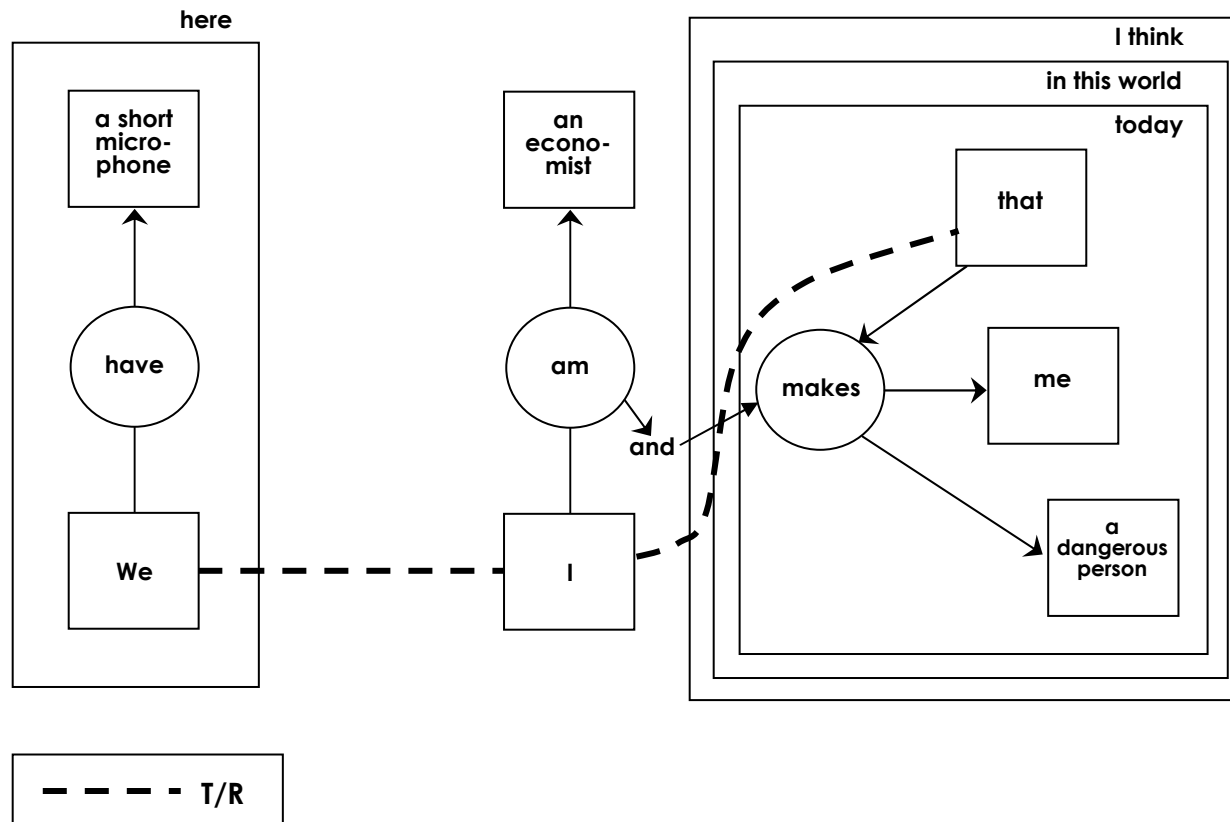 here
a short
micro-
phone
have
We
an
econo-
mist
am
and
I
I think
in this world
today
that
makes
me
a
dangerous
person
T/R